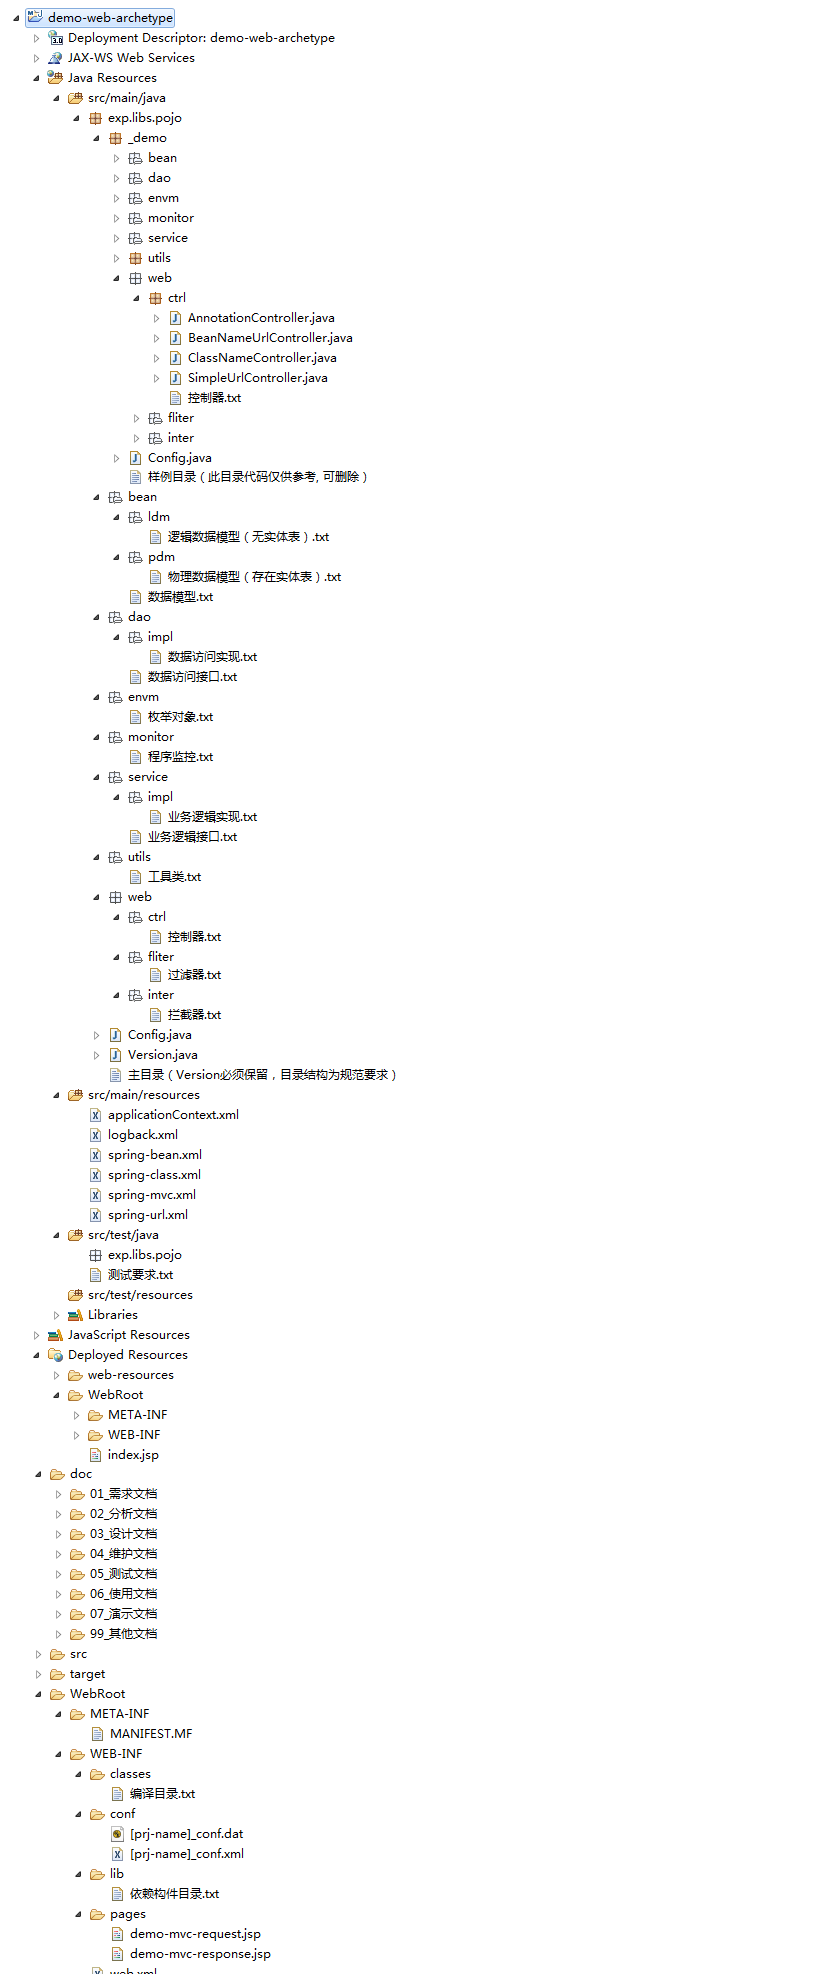 demo-web-archetype
Deployment Descriptor: demo-web-archetype
JAX-WS Web Services
Java Resources
src/main/java
exp.libs.pojo
_demo
bean
dao
envm
monitor
service
utils
web
ctrl
AnnotationController.java
BeanNameUrlController.java
ClassNameController.java
SimpleUrlController.java
控制器.txt
fliter
inter
Config.java
样例目录（此目录代码仅供参考, 可删除）
bean
ldm
逻辑数据模型（无实体表）.txt
pdm
物理数据模型（存在实体表）.txt
数据模型.txt
dao
impl
数据访问实现.txt
数据访问接口.txt
envm
枚举对象.txt
monitor
程序监控.txt
service
impl
业务逻辑实现.txt
业务逻辑接口.txt
utils
工具类.txt
web
ctrl
控制器.txt
fliter
过滤器.txt
inter
拦截器.txt
Config.java
Version.java
主目录（Version必须保留，目录结构为规范要求）
src/main/resources
applicationContext.xml
logback.xml
spring-bean.xml
spring-class.xml
spring-mvc.xml
spring-url.xml
src/test/java
exp.libs.pojo
测试要求.txt
src/test/resources
Libraries
JavaScript Resources
Deployed Resources
web-resources
WebRoot
META-INF
WEB-INF
index.jsp
doc
01_需求文档
02_分析文档
03_设计文档
04_维护文档
05_测试文档
06_使用文档
07_演示文档
99_其他文档
src
target
WebRoot
META-INF
MANIFEST.MF
WEB-INF
classes
编译目录.txt
conf
[prj-name]_conf.dat
[prj-name]_conf.xml
lib
依赖构件目录.txt
pages
demo-mvc-request.jsp
demo-mvc-response.jsp
web.xml